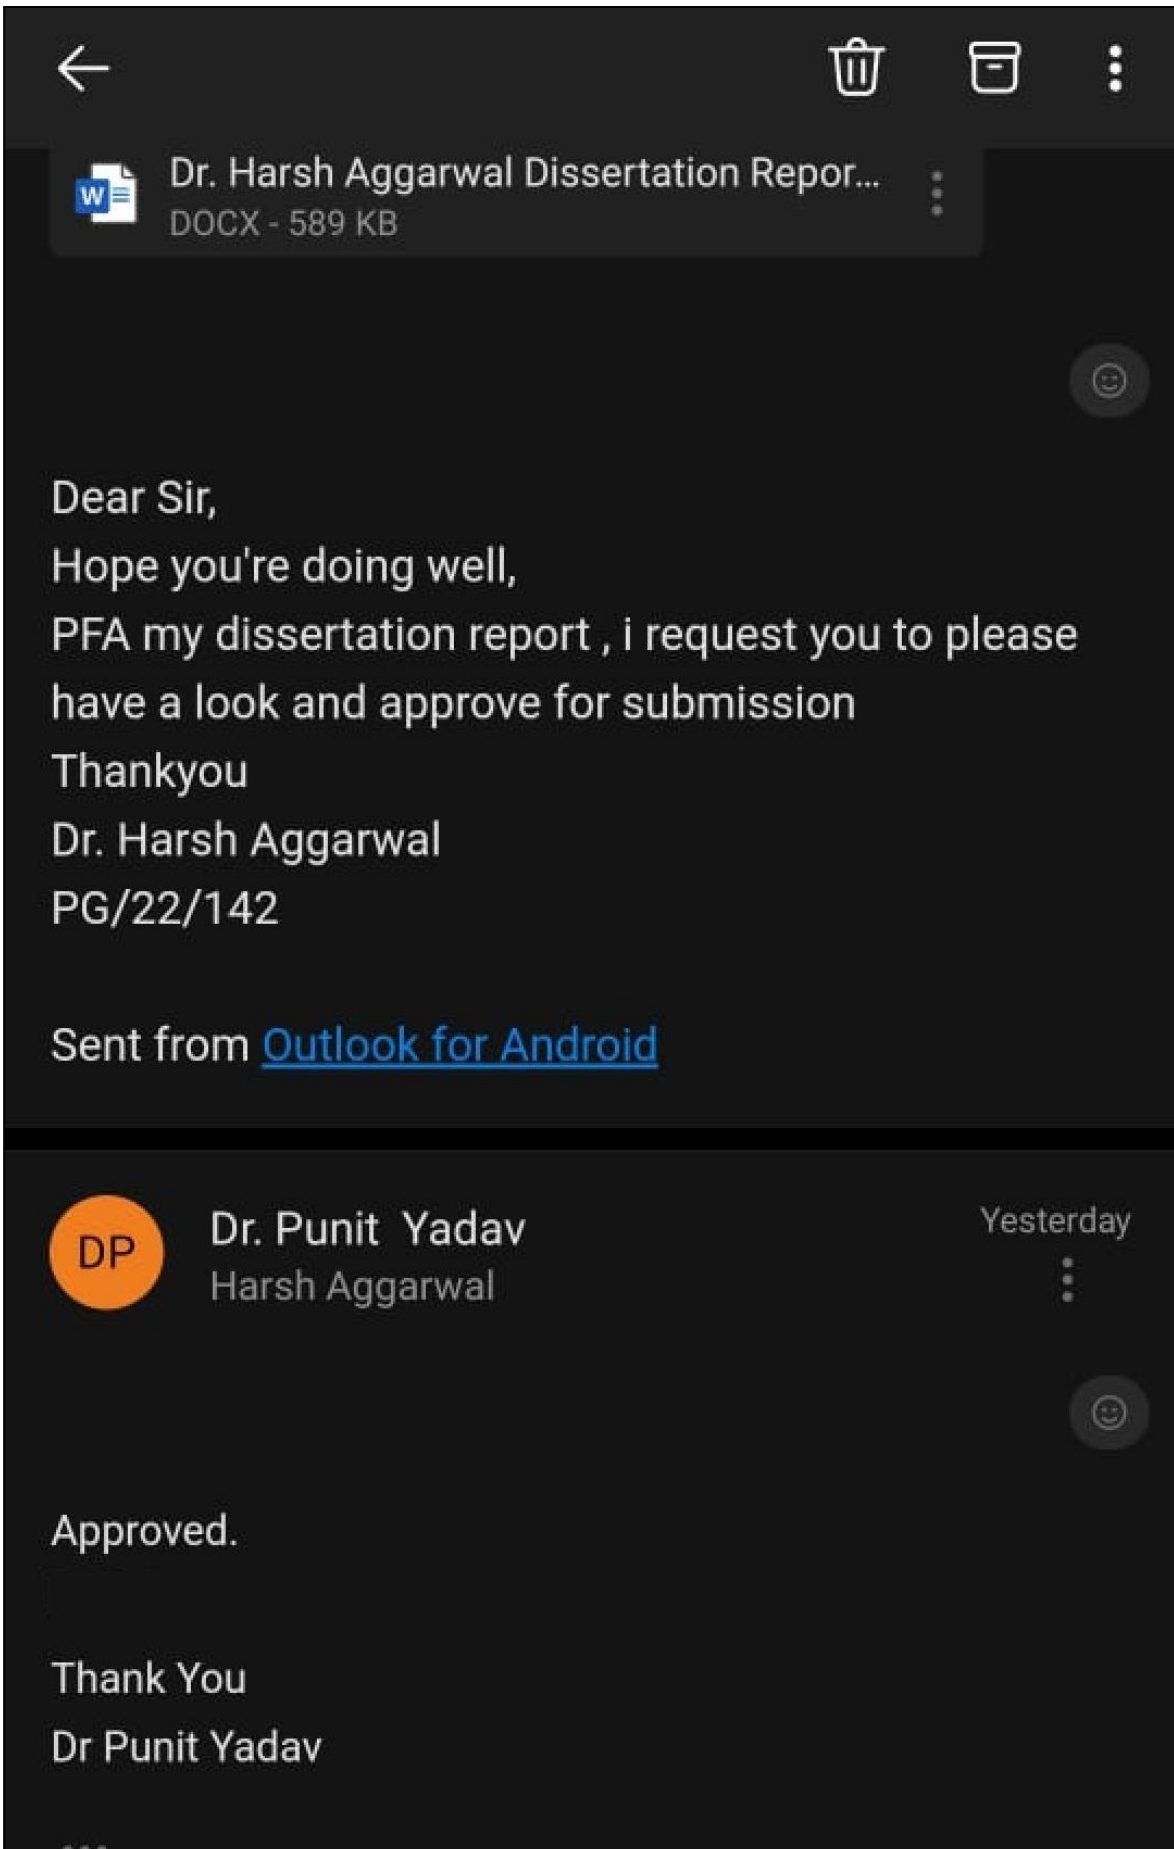 Dr. Harsh Aggarwal Dissertation Repor...
DOCX - 589 KB
Dear Sir,
Hope you're doing well,
PFA my dissertation report , i request you to please
have a look and approve for submission
Thankyou
Dr. Harsh Aggarwal
PG/22/142
Sent from Outlook for Android
DP
Dr. Punit  Yadav
Yesterday
Harsh Aggarwal
Approved.
Thank You
Dr Punit Yadav